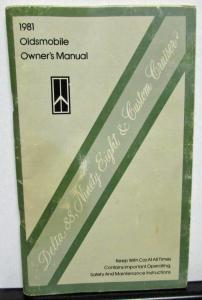 1981
Oldsmobile
Owner's Manual
Delta 88, Ninety Eight & Custom Cruiser
Keep With Car At All Times
Contains Important Operating,
Safety And Maintenance Instructions